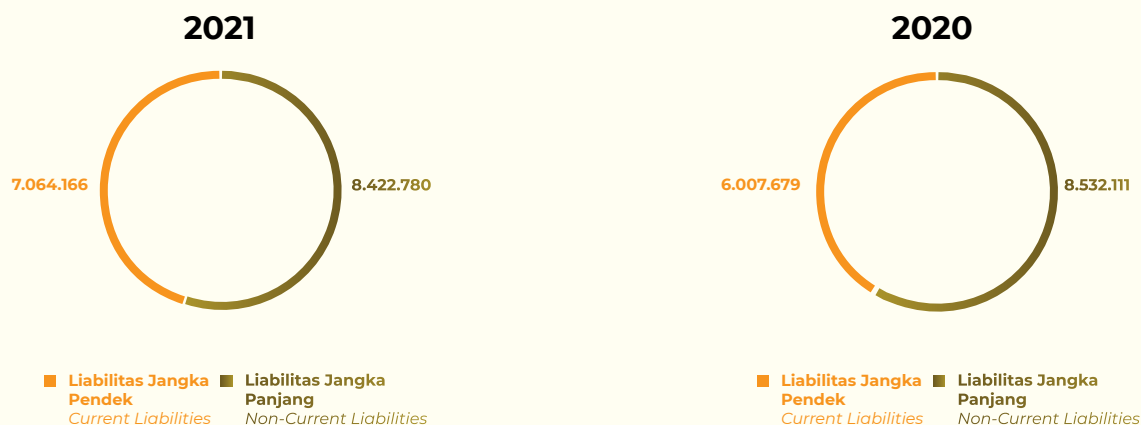 2021
7.064.166
8.422.780
Liabilitas Jangka
Pendek
Current Liabilities
Liabilitas Jangka
Panjang
Non-Current Liabilities
2020
6.007.679
8.532.111
Liabilitas Jangka
Pendek
Current Liabilities
Liabilitas Jangka
Panjang
Non-Current Liabilities